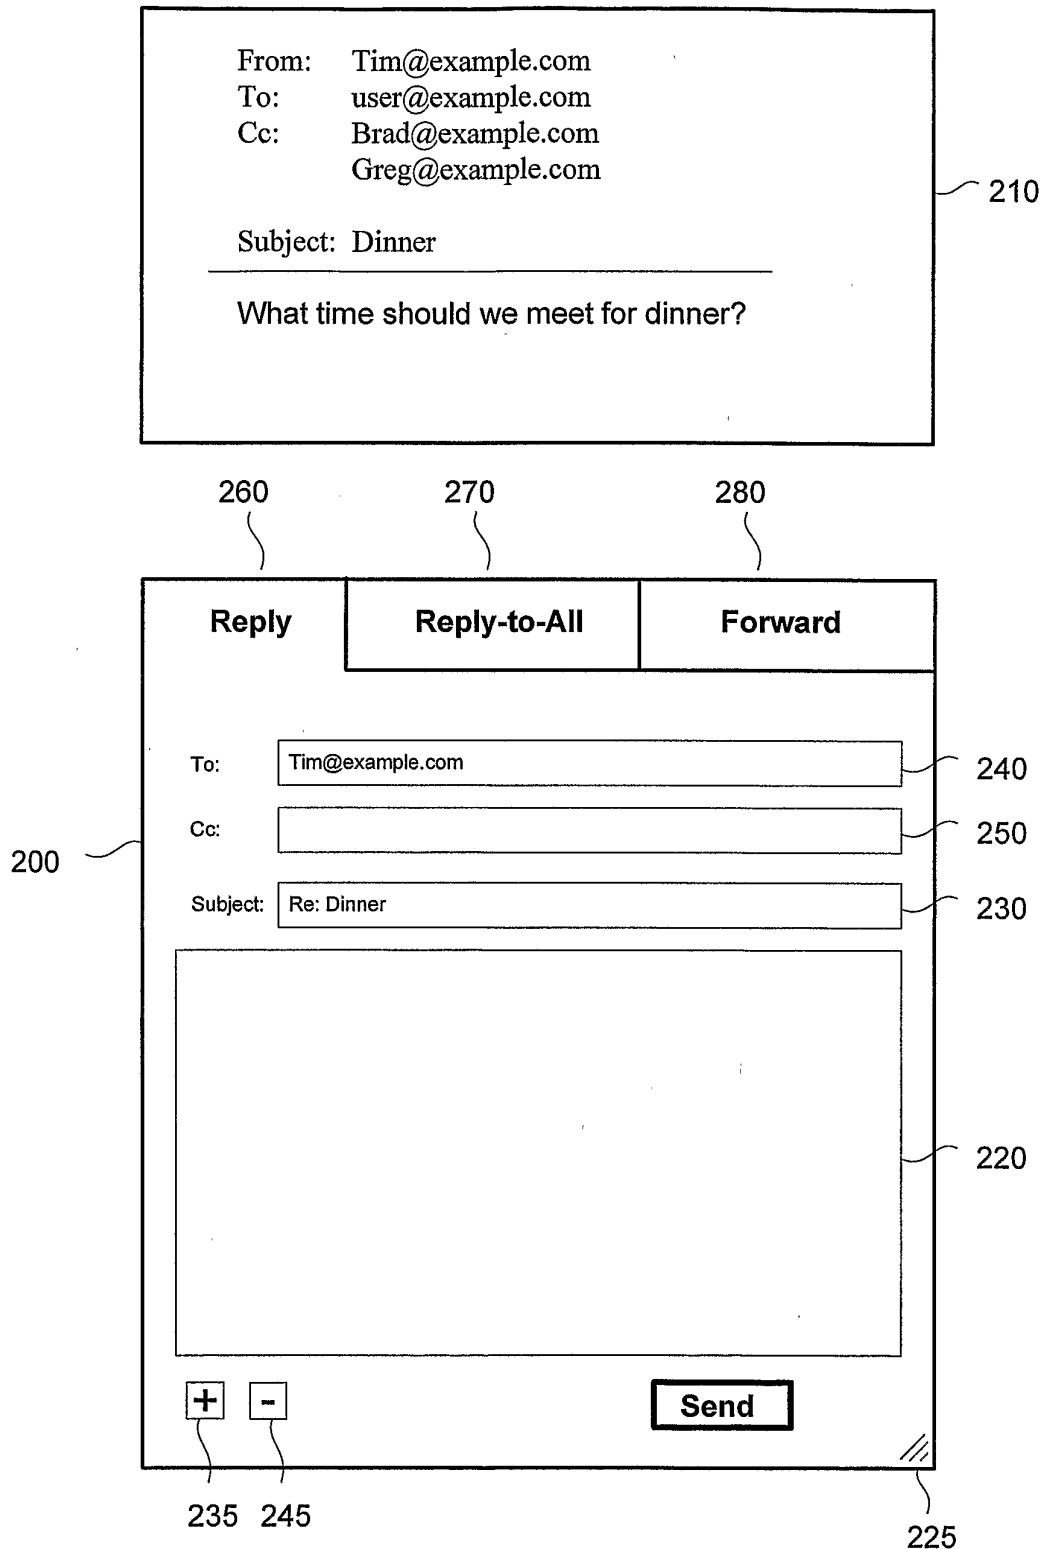 From: Tim@example.com
To: user@example.com
Cc: Brad@example.com
Greg@example.com
210
Subject: Dinner
What time should we meet for dinner?
260 270 280
Reply Reply-to-All Forward
To: Tim@example.com 240
Cc: 250
200
Subject: Re: Dinner 230
220
+ - Send
235 245 225